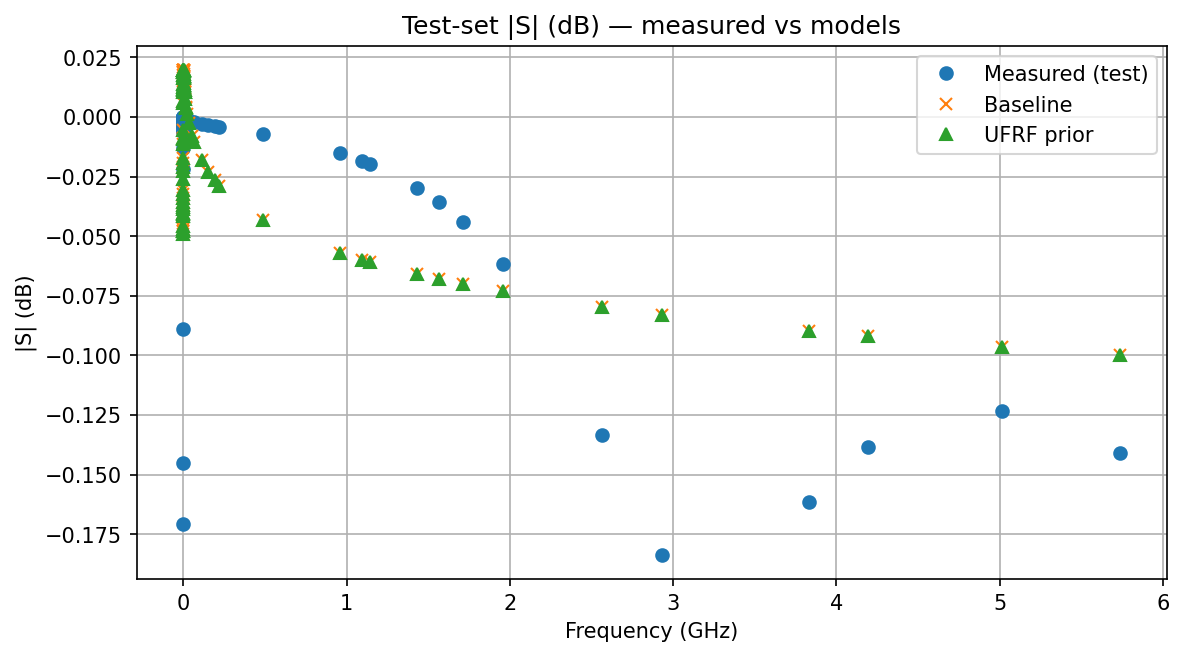 Test-set |S| (dB) — measured vs models
Measured (test)
Baseline
UFRF prior
|S| (dB)
0.025
0.000
−0.025
−0.050
−0.075
−0.100
−0.125
−0.150
−0.175
0 1 2 3 4 5 6
Frequency (GHz)